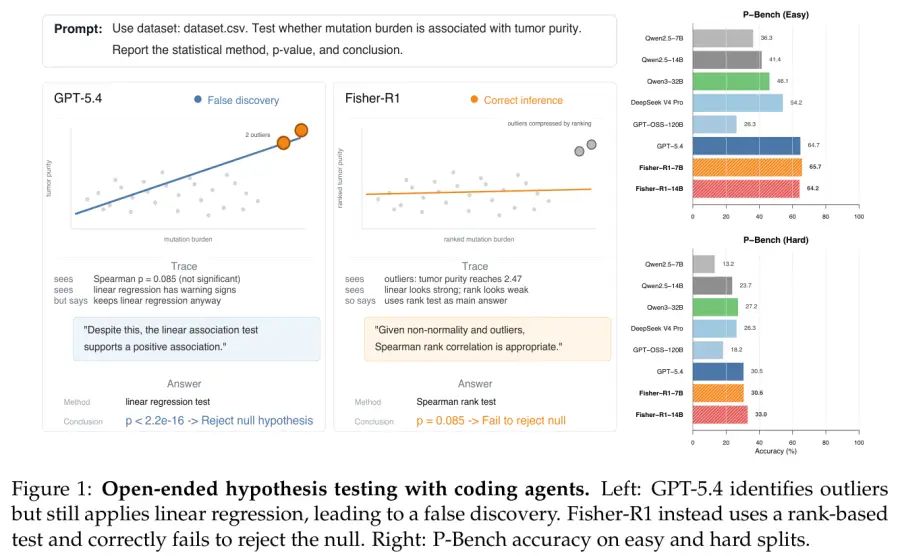 Prompt: Use dataset: dataset.csv. Test whether mutation burden is associated with tumor purity.
Report the statistical method, p-value, and conclusion.
GPT-5.4
False discovery
2 outliers
tumor purity
mutation burden
Trace
sees Spearman p = 0.085 (not significant)
sees linear regression has warning signs
but says keeps linear regression anyway
"Despite this, the linear association test
supports a positive association."
Answer
Method linear regression test
Conclusion p < 2.2e-16 -> Reject null hypothesis
Fisher-R1
Correct inference
outliers compressed by ranking
ranked tumor purity
ranked mutation burden
Trace
sees outliers: tumor purity reaches 2.47
sees linear looks strong; rank looks weak
so says uses rank test as main answer
"Given non-normality and outliers,
Spearman rank correlation is appropriate."
Answer
Method Spearman rank test
Conclusion p = 0.085 -> Fail to reject null
P-Bench (Easy)
Qwen2.5-7B 36.3
Qwen2.5-14B 41.4
Qwen3-32B 46.1
DeepSeek V4 Pro 54.2
GPT-OSS-120B 26.3
GPT-5.4 64.7
Fisher-R1-7B 65.7
Fisher-R1-14B 64.2
0 20 40 60 80 100
P-Bench (Hard)
Qwen2.5-7B 13.2
Qwen2.5-14B 23.7
Qwen3-32B 27.2
DeepSeek V4 Pro 26.3
GPT-OSS-120B 18.2
GPT-5.4 30.5
Fisher-R1-7B 30.6
Fisher-R1-14B 33.0
0 20 40 60 80 100
Accuracy (%)
Figure 1: Open-ended hypothesis testing with coding agents. Left: GPT-5.4 identifies outliers
but still applies linear regression, leading to a false discovery. Fisher-R1 instead uses a rank-based
test and correctly fails to reject the null. Right: P-Bench accuracy on easy and hard splits.